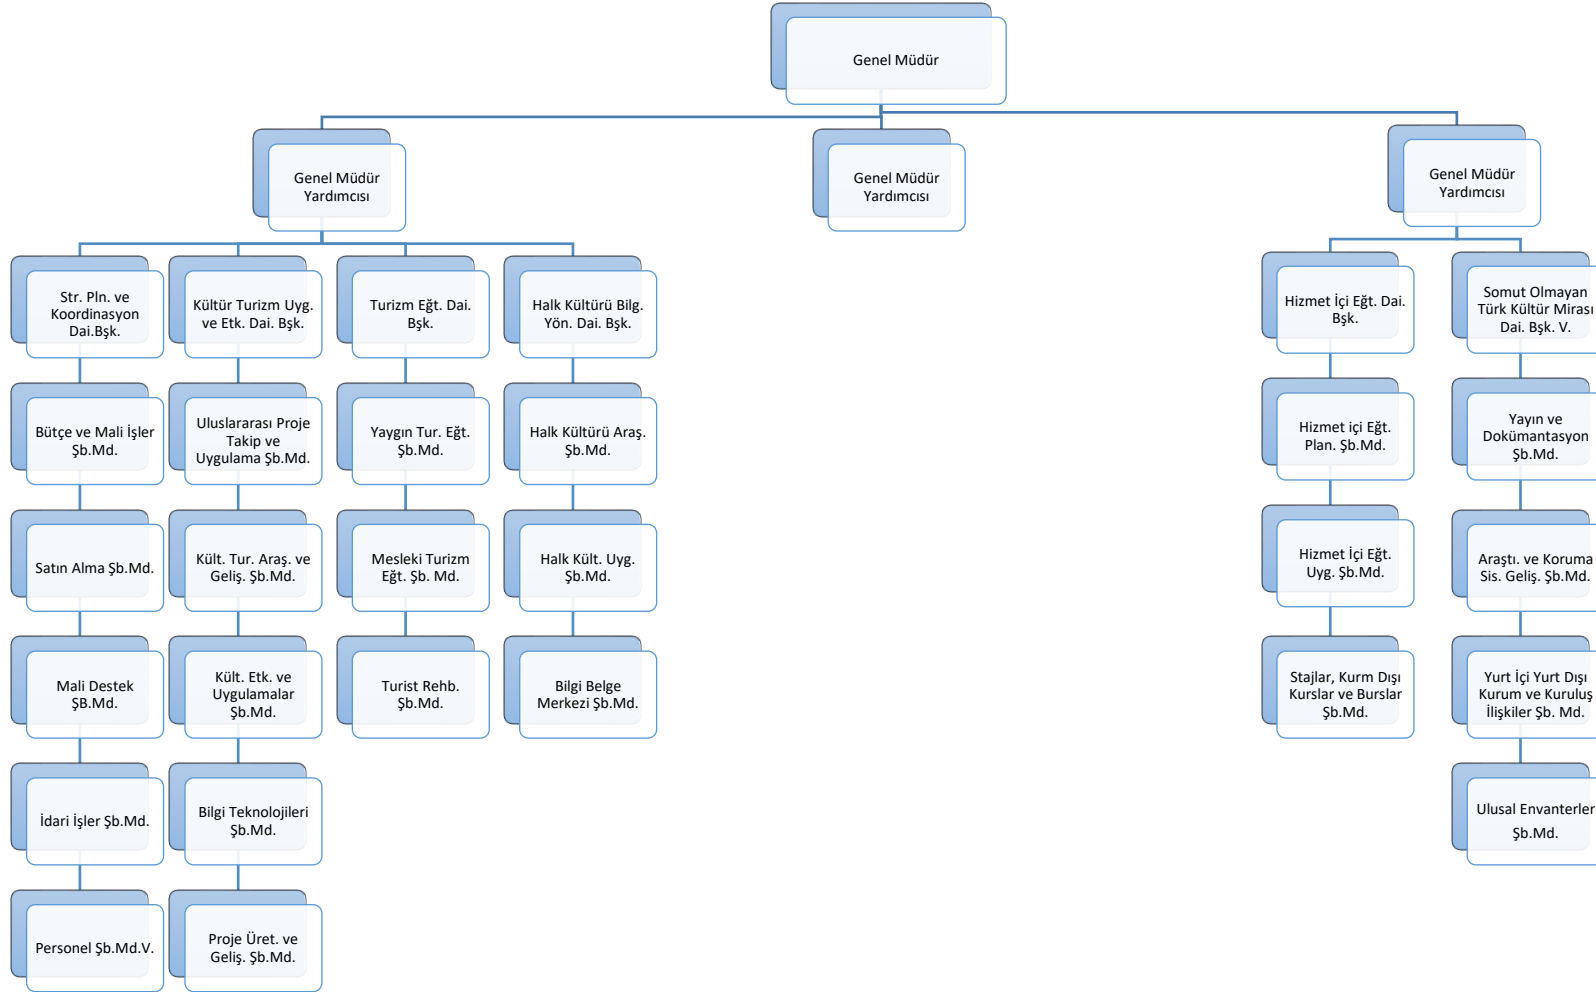 Genel Müdür
Genel Müdür
Yardımcısı
Genel Müdür
Yardımcısı
Genel Müdür
Yardımcısı
Str. Pln. ve
Koordinasyon
Dai.Bşk.
Bütçe ve Mali İşler
Şb.Md.
Satın Alma Şb.Md.
Mali Destek
ŞB.Md.
İdari İşler Şb.Md.
Personel Şb.Md.V.
Kültür Turizm Uyg.
ve Etk. Dai. Bşk.
Uluslararası Proje
Takip ve
Uygulama Şb.Md.
Kült. Tur. Araş. ve
Geliş. Şb.Md.
Kült. Etk. ve
Uygulamalar
Şb.Md.
Bilgi Teknolojileri
Şb.Md.
Proje Üret. ve
Geliş. Şb.Md.
Turizm Eğt. Dai.
Bşk.
Yaygın Tur. Eğt.
Şb.Md.
Mesleki Turizm
Eğt. Şb. Md.
Turist Rehb.
Şb.Md.
Halk Kültürü Bilg.
Yön. Dai. Bşk.
Halk Kültürü Araş.
Şb.Md.
Halk Kült. Uyg.
Şb.Md.
Bilgi Belge
Merkezi Şb.Md.
Hizmet İçi Eğt. Dai.
Bşk.
Hizmet içi Eğt.
Plan. Şb.Md.
Hizmet İçi Eğt.
Uyg. Şb.Md.
Stajlar, Kurm Dışı
Kurslar ve Burslar
Şb.Md.
Somut Olmayan
Türk Kültür Mirası
Dai. Bşk. V.
Yayın ve
Dokümantasyon
Şb.Md.
Araştı. ve Koruma
Sis. Geliş. Şb.Md.
Yurt İçi Yurt Dışı
Kurum ve Kuruluş
İlişkiler Şb. Md.
Ulusal Envanterler
Şb.Md.